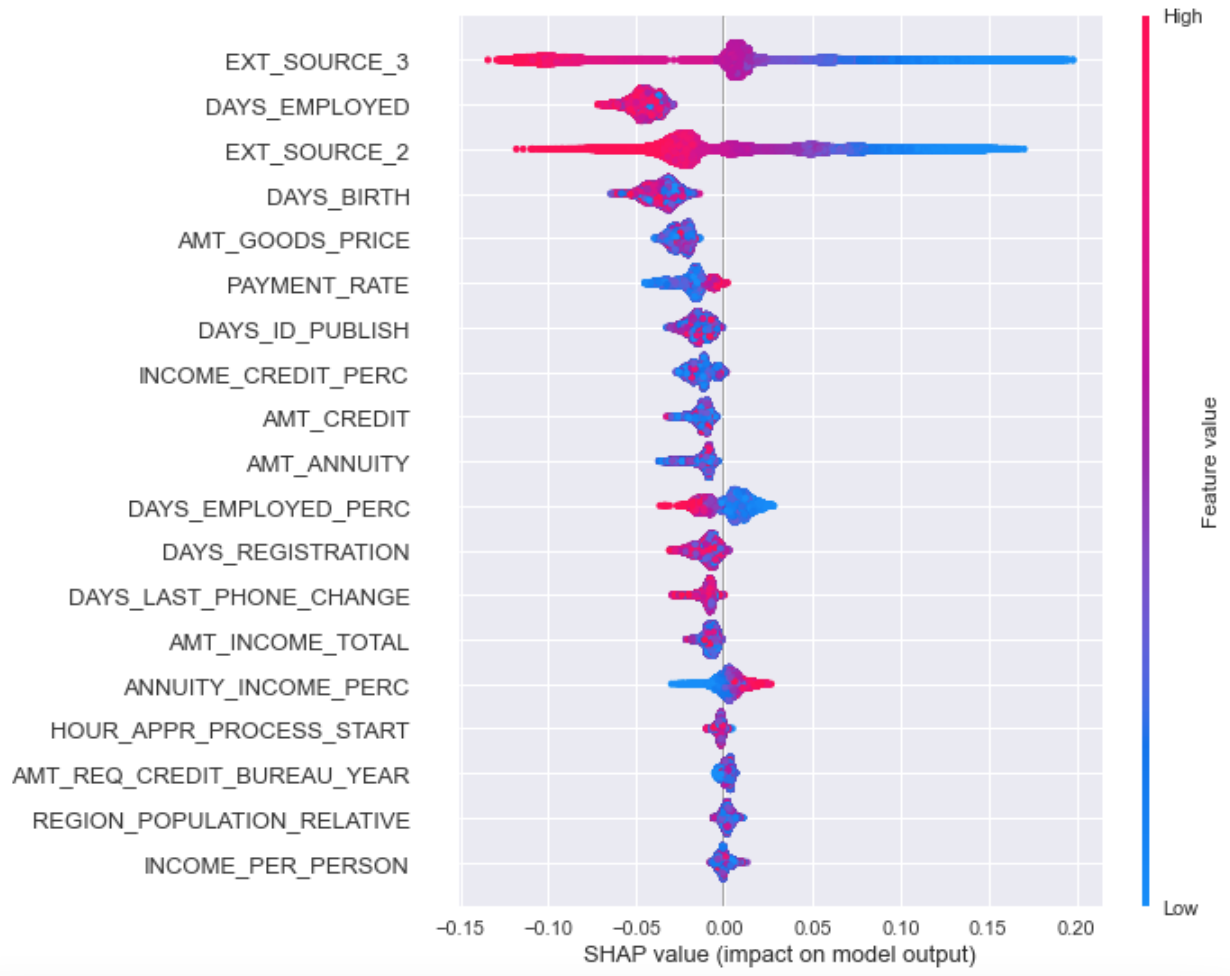 High
EXT_SOURCE_3
DAYS_EMPLOYED
EXT_SOURCE_2
DAYS_BIRTH
AMT_GOODS_PRICE
PAYMENT_RATE
DAYS_ID_PUBLISH
INCOME_CREDIT_PERC
AMT_CREDIT
AMT_ANNUITY
DAYS_EMPLOYED_PERC
DAYS_REGISTRATION
DAYS_LAST_PHONE_CHANGE
AMT_INCOME_TOTAL
ANNUITY_INCOME_PERC
HOUR_APPR_PROCESS_START
AMT_REQ_CREDIT_BUREAU_YEAR
REGION_POPULATION_RELATIVE
INCOME_PER_PERSON
Feature value
Low
−0.15 −0.10 −0.05 0.00 0.05 0.10 0.15 0.20
SHAP value (impact on model output)